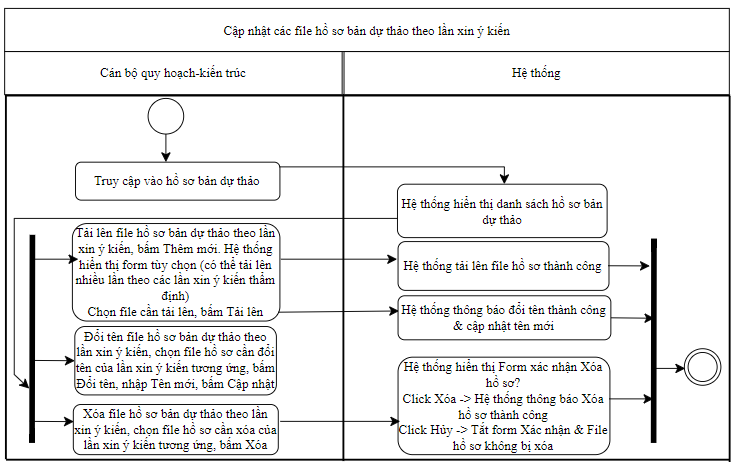 Cập nhật các file hồ sơ bản dự thảo theo lần xin ý kiến
Cán bộ quy hoạch-kiến trúc
Hệ thống
Truy cập vào hồ sơ bản dự thảo
Hệ thống hiển thị danh sách hồ sơ bản
dự thảo
Tải lên file hồ sơ bản dự thảo theo lần
xin ý kiến, bấm Thêm mới. Hệ thống
hiển thị form tùy chọn (có thể tải lên
nhiều lần theo các lần xin ý kiến thẩm
định)
Chọn file cần tải lên, bấm Tải lên
Hệ thống tải lên file hồ sơ thành công
Hệ thống thông báo đổi tên thành công
& cập nhật tên mới
Đổi tên file hồ sơ bản dự thảo theo
lần xin ý kiến, chọn file hồ sơ cần đổi
tên của lần xin ý kiến tương ứng, bấm
Đổi tên, nhập Tên mới, bấm Cập nhật
Hệ thống hiển thị Form xác nhận Xóa
hồ sơ?
Click Xóa -> Hệ thống thông báo Xóa
hồ sơ thành công
Click Hủy -> Tắt form Xác nhận & File
hồ sơ không bị xóa
Xóa file hồ sơ bản dự thảo theo lần
xin ý kiến, chọn file hồ sơ cần xóa của
lần xin ý kiến tương ứng, bấm Xóa